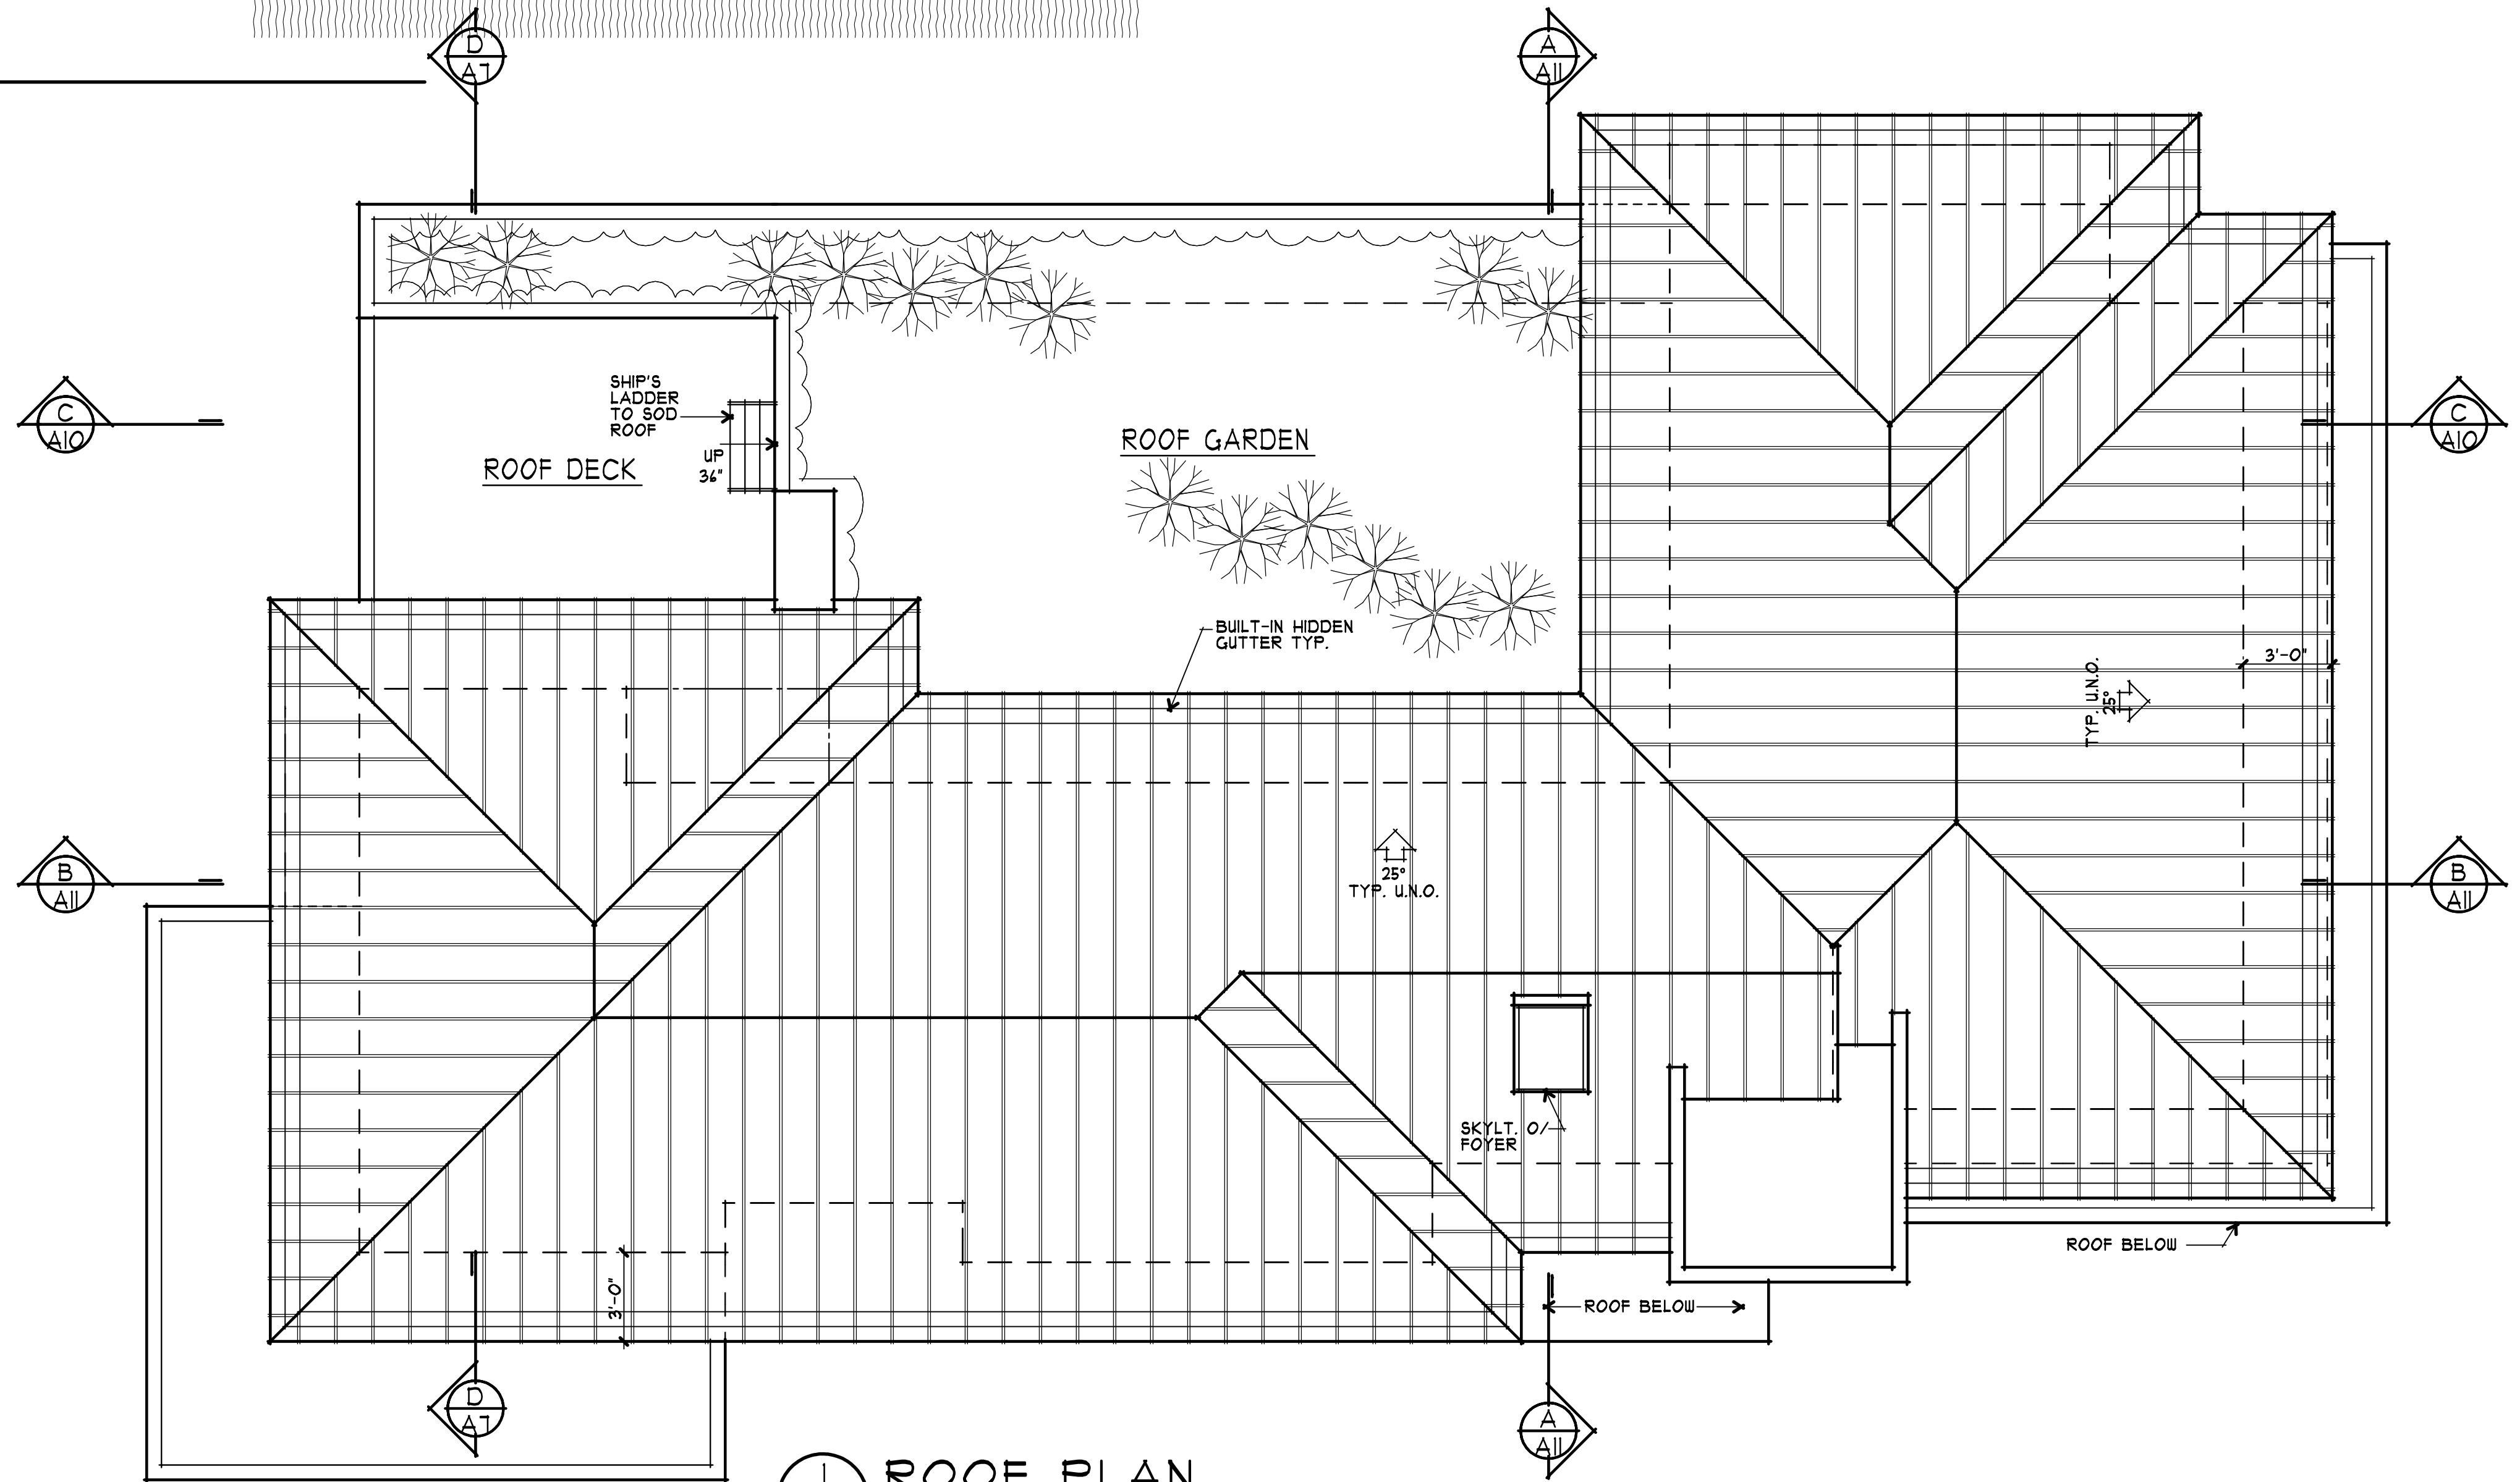 D
A7
A
A11
SHIP'S
LADDER
TO SOD
ROOF
UP
36"
ROOF DECK
ROOF GARDEN
C
A10
C
A10
BUILT-IN HIDDEN
GUTTER TYP.
3'-0"
TYP. U.N.O.
25°
25°
TYP. U.N.O.
B
A11
B
A11
SKYLT. O/
FOYER
ROOF BELOW
3'-0"
ROOF BELOW
D
A7
A
A11
1
ROOF PLAN